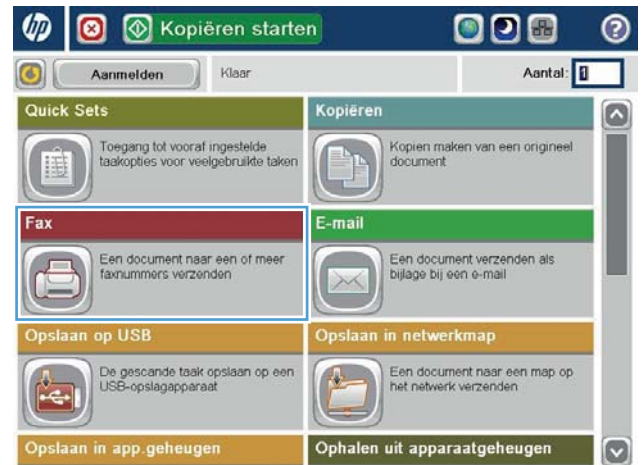 hp
Kopiëren starten
?
Aanmelden
Klaar
Aantal: 1
Quick Sets
Toegang tot vooraf ingestelde
taakopties voor veelgebruikte taken
Kopiëren
Kopien maken van een origineel
document
Fax
Een document naar een of meer
faxnummers verzenden
E-mail
Een document verzenden als
bijlage bij een e-mail
Opslaan op USB
De gescande taak opslaan op een
USB-opslagapparaat
Opslaan in netwerkmap
Een document naar een map op
het netwerk verzenden
Opslaan in app.geheugen
Ophalen uit apparaatgeheugen